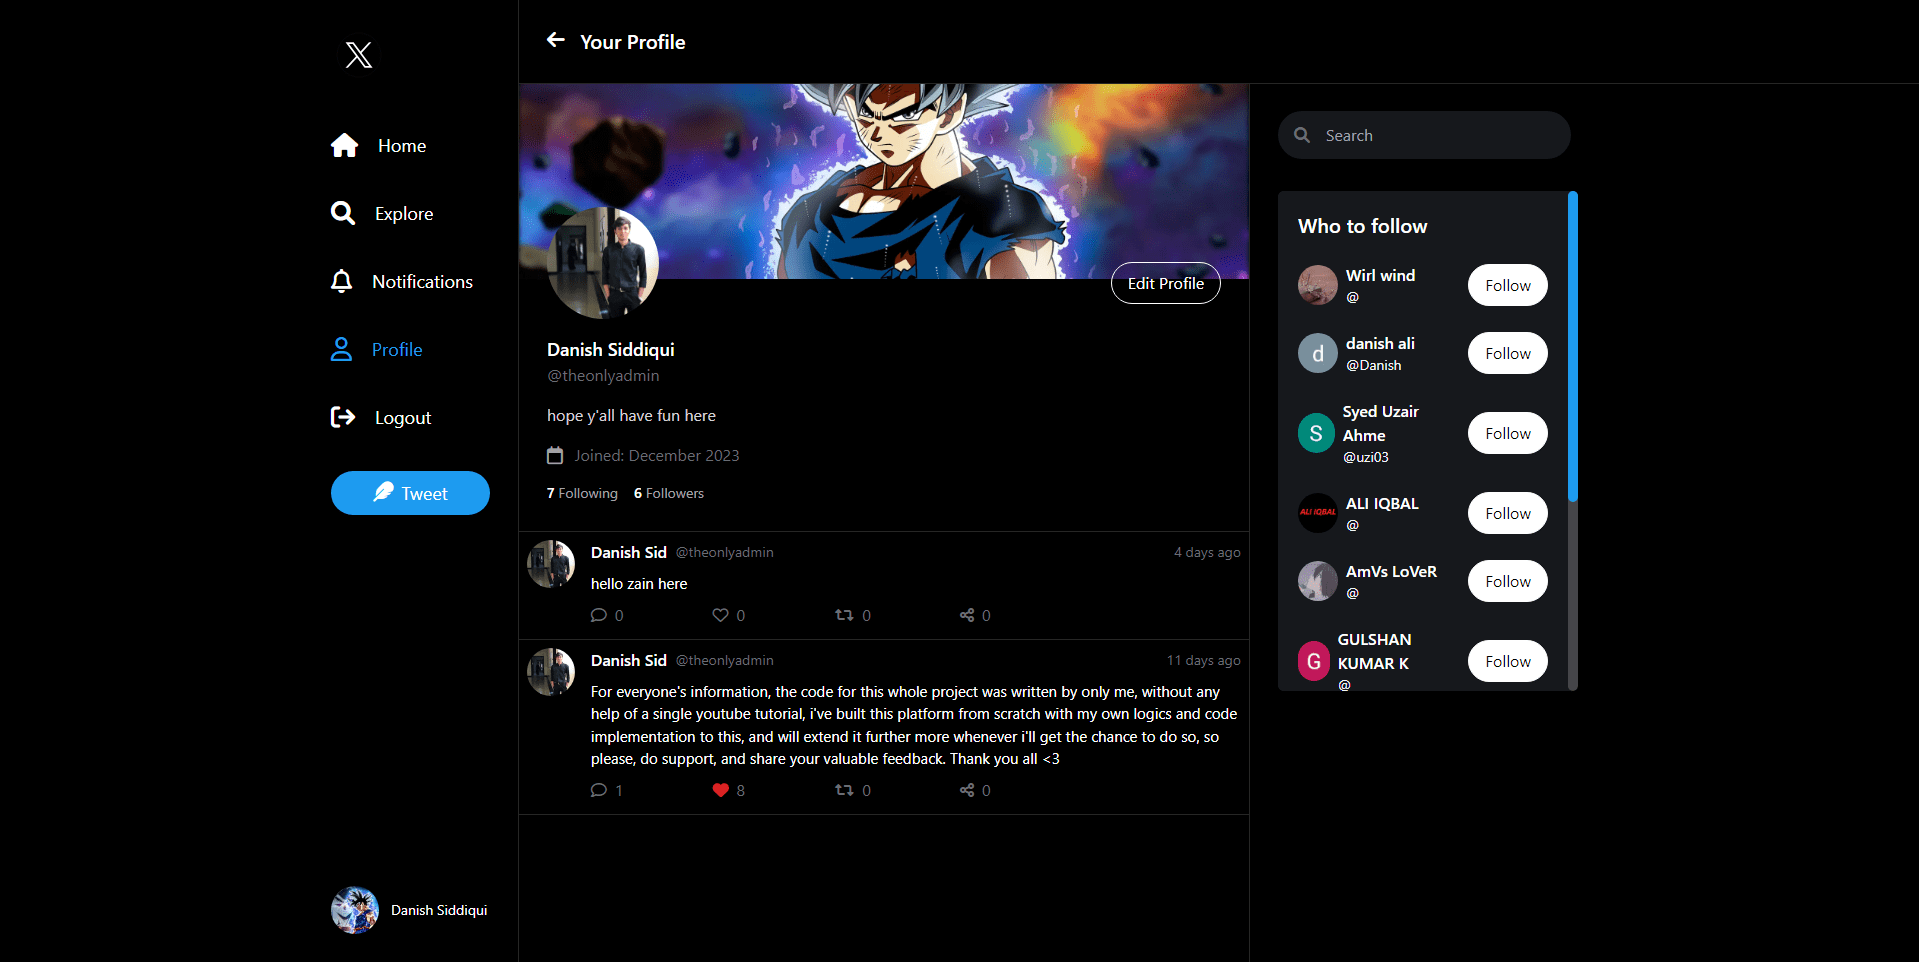 Your Profile
Home
Explore
Notifications
Profile
Logout
Tweet
Danish Siddiqui
Edit Profile
Danish Siddiqui
@theonlyadmin
hope y'all have fun here
Joined: December 2023
7 Following 6 Followers
Danish Sid @theonlyadmin 4 days ago
hello zain here
0 0 0 0
Danish Sid @theonlyadmin 11 days ago
For everyone's information, the code for this whole project was written by only me, without any
help of a single youtube tutorial, i've built this platform from scratch with my own logics and code
implementation to this, and will extend it further more whenever i'll get the chance to do so, so
please, do support, and share your valuable feedback. Thank you all <3
1 8 0 0
Search
Who to follow
Wirl wind
@
Follow
d
danish ali
@Danish
Follow
S
Syed Uzair
Ahme
@uzi03
Follow
ALI IQBAL
ALI IQBAL
@
Follow
AmVs LoVeR
@
Follow
G
GULSHAN
KUMAR K
@
Follow